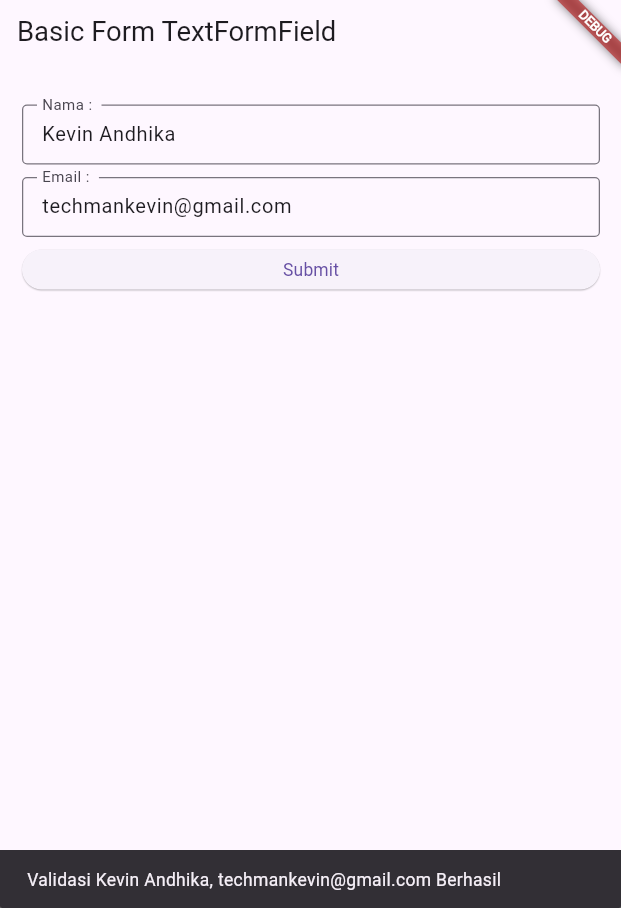 Basic Form TextFormField
DEBUG
Nama :
Kevin Andhika
Email :
techmankevin@gmail.com
Submit
Validasi Kevin Andhika, techmankevin@gmail.com Berhasil